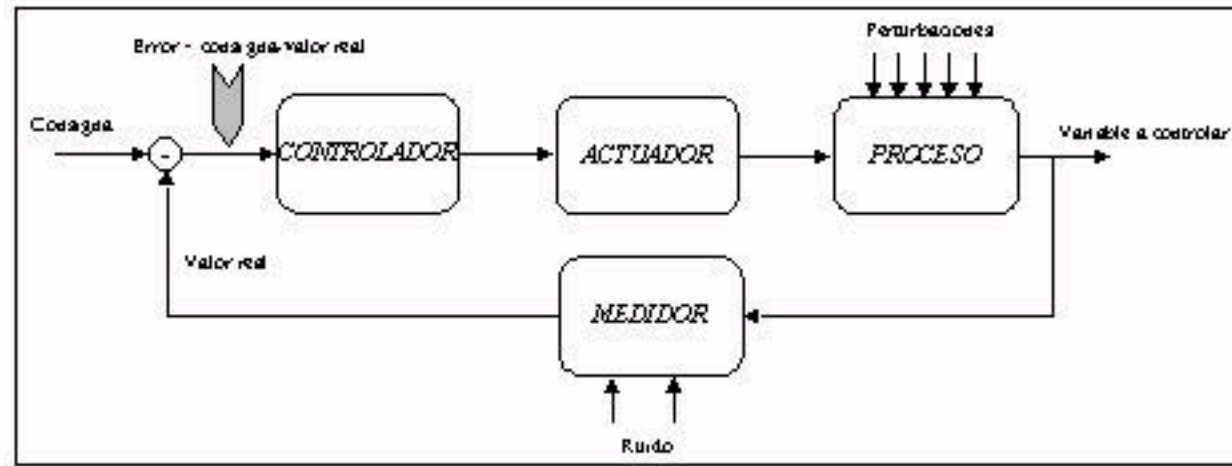 Error - consigna-valor real
Perturbaciones
Consigna
Variable a controlar
-
CONTROLADOR
ACTUADOR
PROCESO
Valor real
MEDIDOR
Ruido